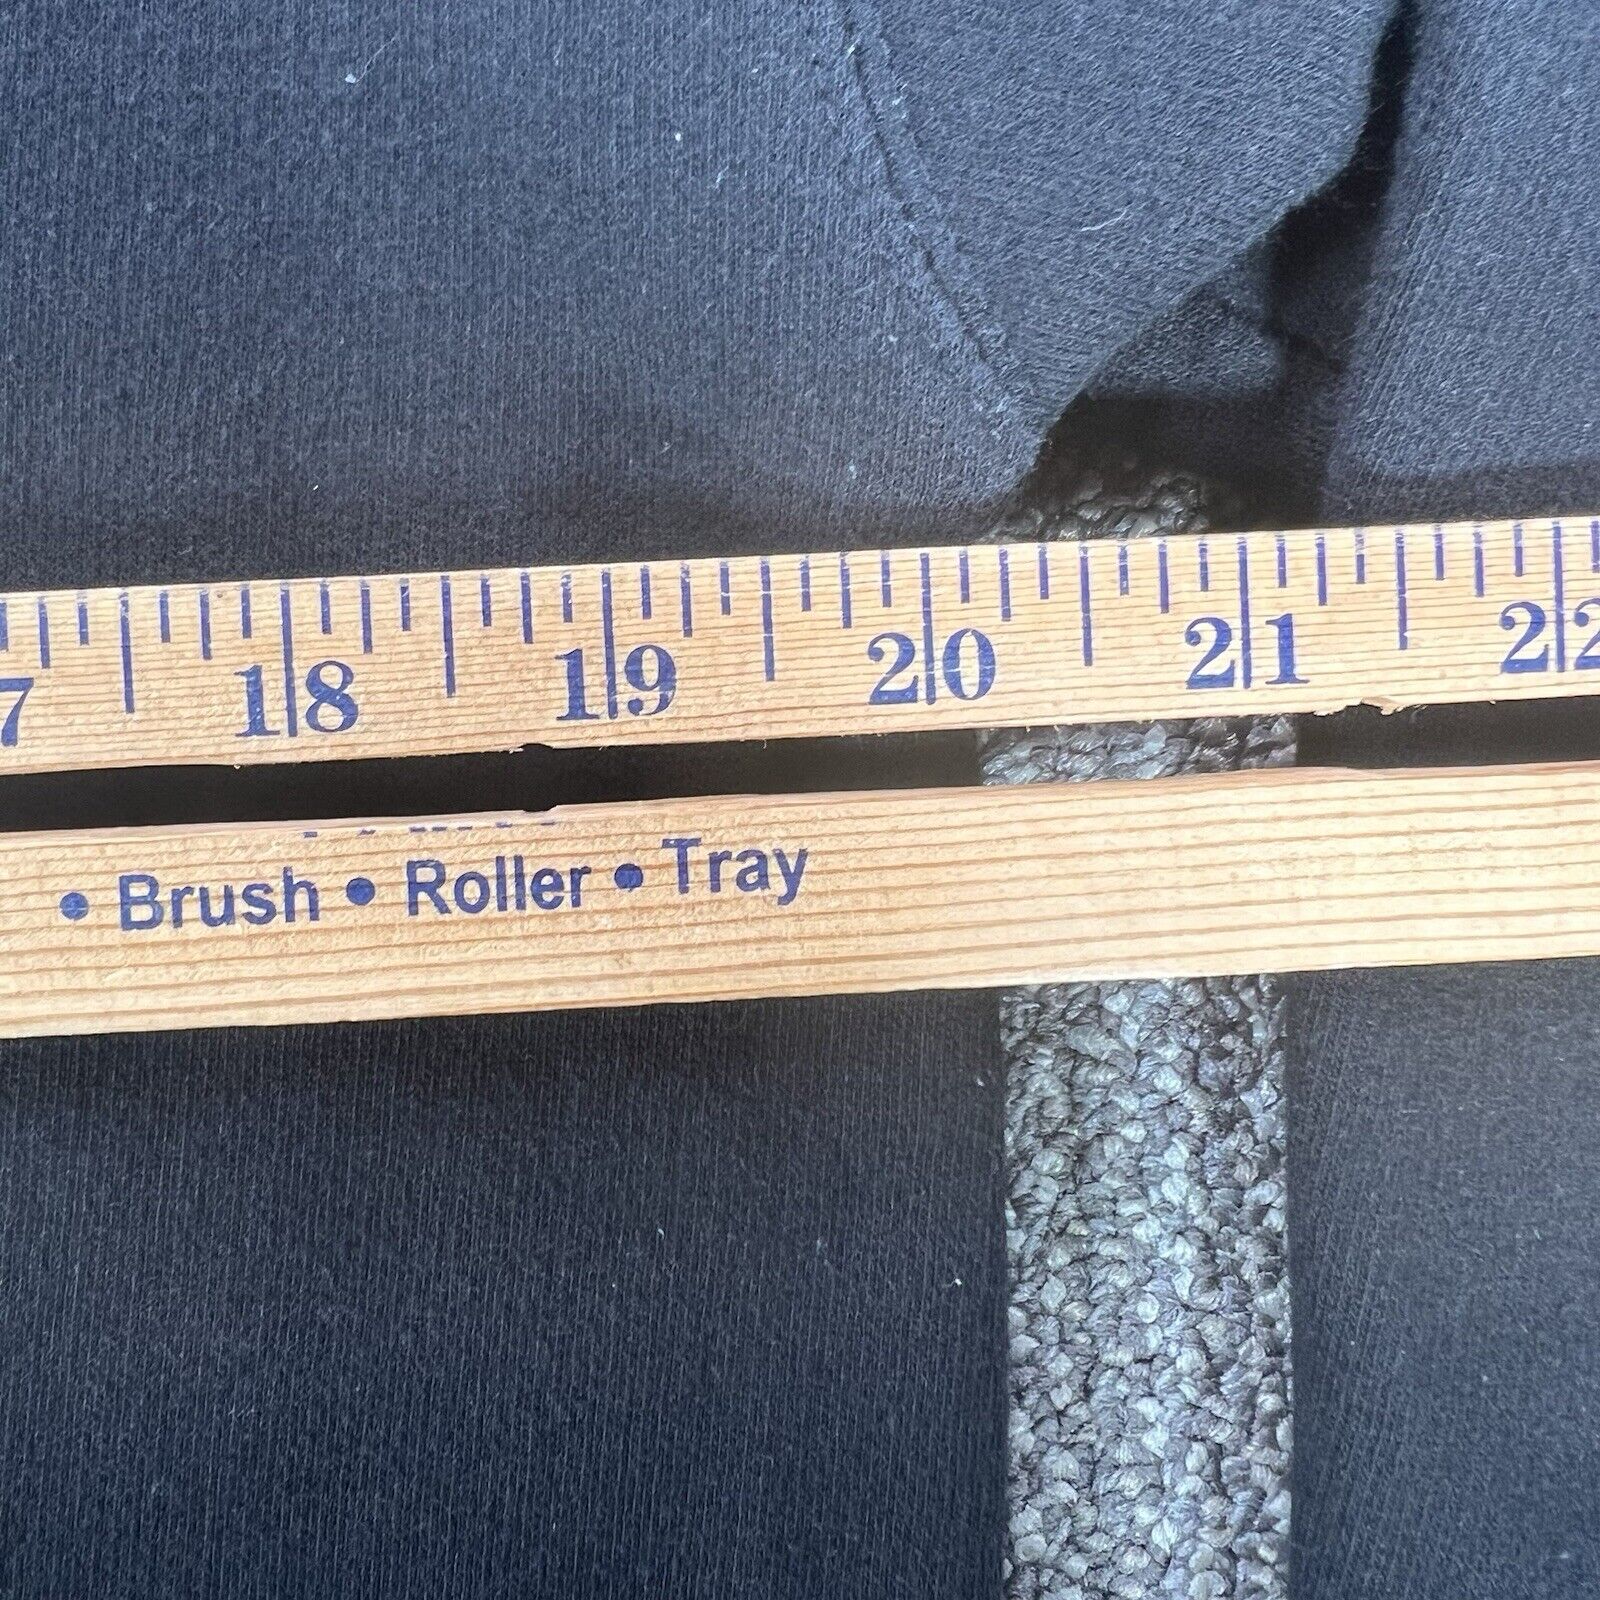 7 18 19 20 21 22
• Brush • Roller • Tray